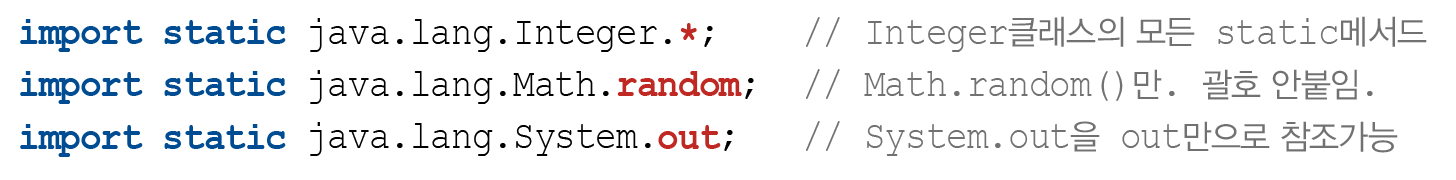 import static java.lang.Integer.*;    // Integer클래스의 모든 static메서드
import static java.lang.Math.random;  // Math.random()만. 괄호 안붙임.
import static java.lang.System.out;   // System.out을 out만으로 참조가능